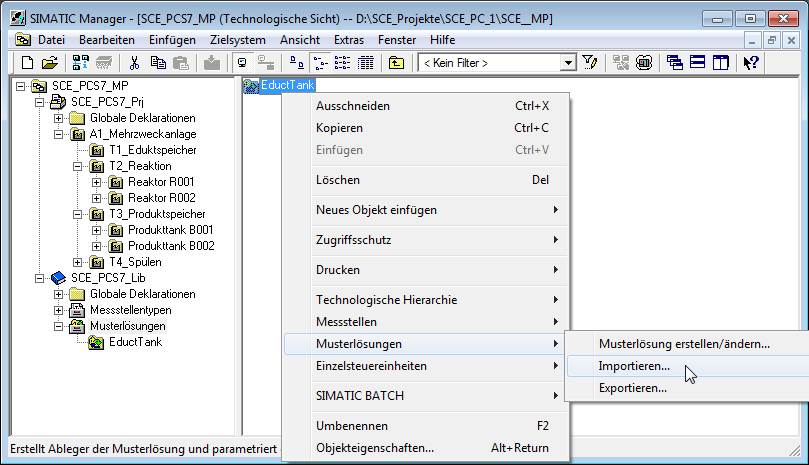 SIMATIC Manager - [SCE_PCS7_MP (Technologische Sicht) -- D:\SCE_Projekte\SCE_PC_1\SCE__MP]
Datei Bearbeiten Einfügen Zielsystem Ansicht Extras Fenster Hilfe
< Kein Filter >
SCE_PCS7_MP
SCE_PCS7_Prj
Globale Deklarationen
A1_Mehrzweckanlage
T1_Eduktspeicher
T2_Reaktion
Reaktor R001
Reaktor R002
T3_Produktspeicher
Produkttank B001
Produkttank B002
T4_Spülen
SCE_PCS7_Lib
Globale Deklarationen
Messstellentypen
Musterlösungen
EductTank
EductTank
Ausschneiden Ctrl+X
Kopieren Ctrl+C
Einfügen Ctrl+V
Löschen Del
Neues Objekt einfügen
Zugriffsschutz
Drucken
Technologische Hierarchie
Messstellen
Musterlösungen
Einzelsteuereinheiten
SIMATIC BATCH
Umbenennen F2
Objekteigenschaften... Alt+Return
Musterlösung erstellen/ändern...
Importieren...
Exportieren...
Erstellt Ableger der Musterlösung und parametriert